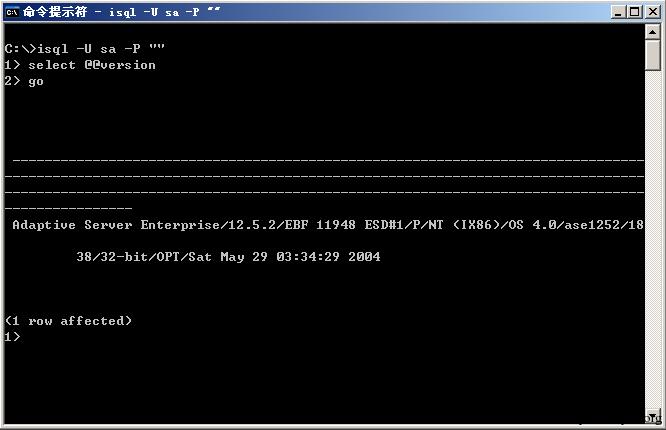 命令提示符 - isql -U sa -P ""
C:\>isql -U sa -P ""
1> select @@version
2> go
--------------------------------------------------------------------------------
--------------------------------------------------------------------------------
--------------------------------------------------------------------------------
----------------
Adaptive Server Enterprise/12.5.2/EBF 11948 ESD#1/P/NT (IX86)/OS 4.0/ase1252/18
38/32-bit/OPT/Sat May 29 03:34:29 2004
(1 row affected)
1>